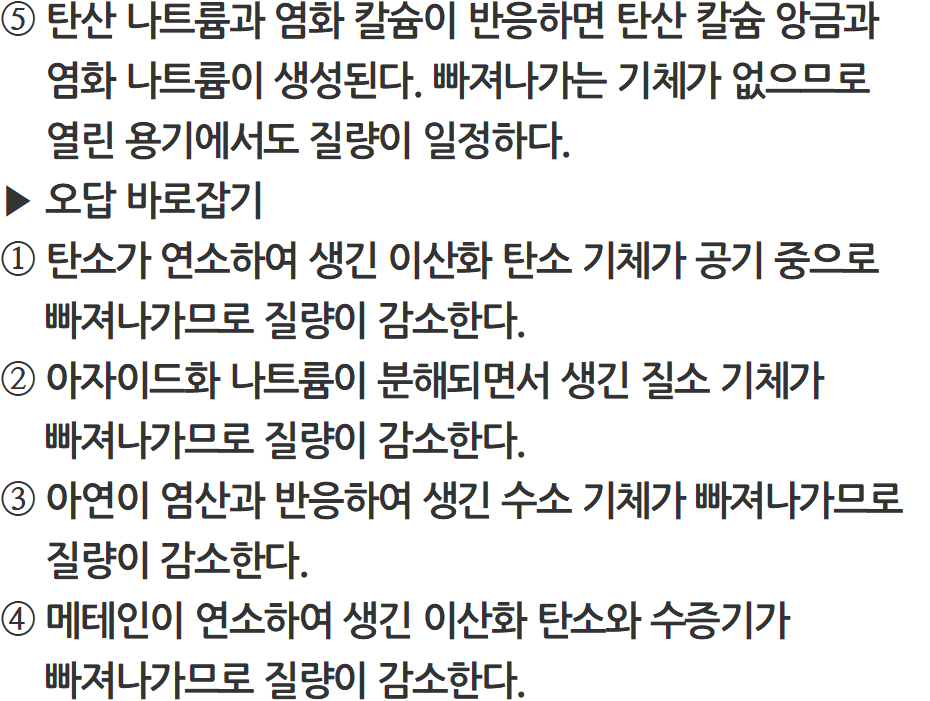 ⑤ 탄산 나트륨과 염화 칼슘이 반응하면 탄산 칼슘 앙금과
염화 나트륨이 생성된다. 빠져나가는 기체가 없으므로
열린 용기에서도 질량이 일정하다.
▶ 오답 바로잡기
① 탄소가 연소하여 생긴 이산화 탄소 기체가 공기 중으로
빠져나가므로 질량이 감소한다.
② 아자이드화 나트륨이 분해되면서 생긴 질소 기체가
빠져나가므로 질량이 감소한다.
③ 아연이 염산과 반응하여 생긴 수소 기체가 빠져나가므로
질량이 감소한다.
④ 메테인이 연소하여 생긴 이산화 탄소와 수증기가
빠져나가므로 질량이 감소한다.